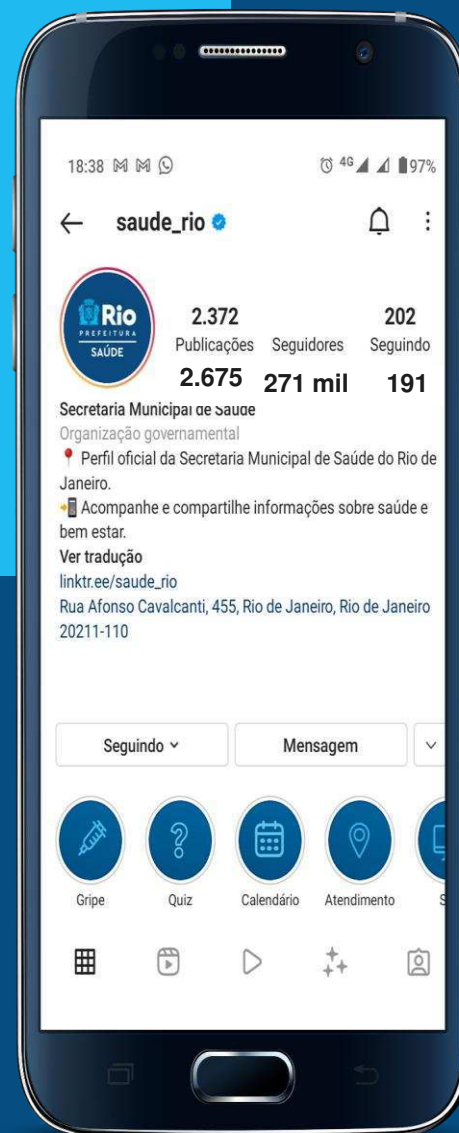 18:38 4G 97%
saude_rio
Rio
PREFEITURA
SAÚDE
2.372 202
Publicações Seguidores Seguindo
2.675 271 mil 191
Secretaria Municipal de Saúde
Organização governamental
📍 Perfil oficial da Secretaria Municipal de Saúde do Rio de
Janeiro.
📲 Acompanhe e compartilhe informações sobre saúde e
bem estar.
Ver tradução
linktr.ee/saude_rio
Rua Afonso Cavalcanti, 455, Rio de Janeiro, Rio de Janeiro
20211-110
Seguindo Mensagem
Gripe Quiz Calendário Atendimento S